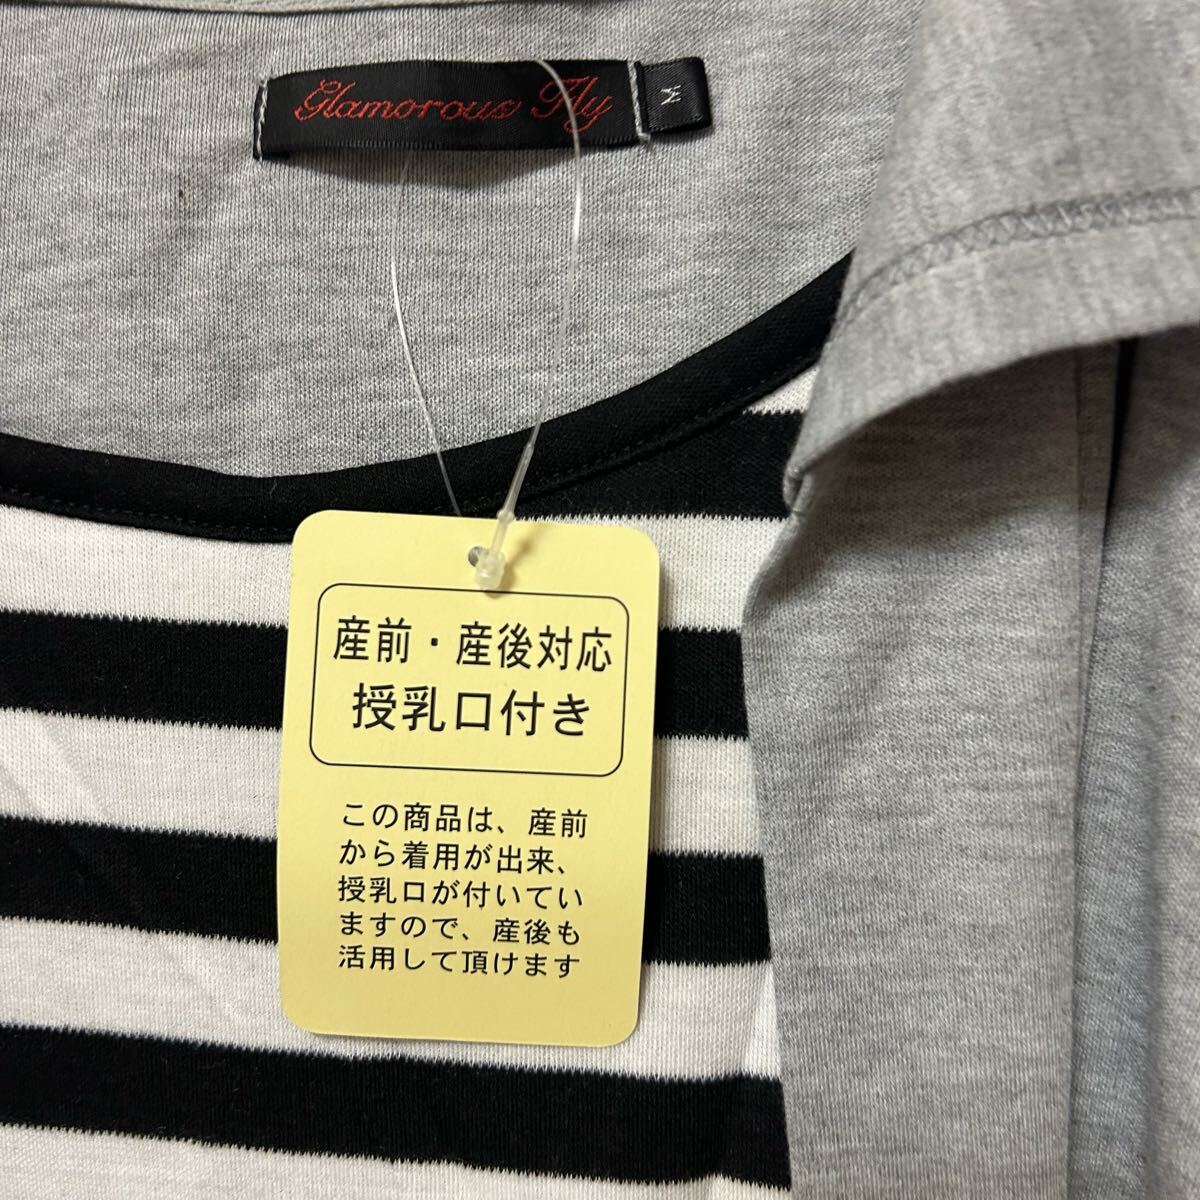 Glamorous Fly
M
産前・産後対応
授乳口付き
この商品は、産前
から着用が出来、
授乳口が付いてい
ますので、産後も
活用して頂けます